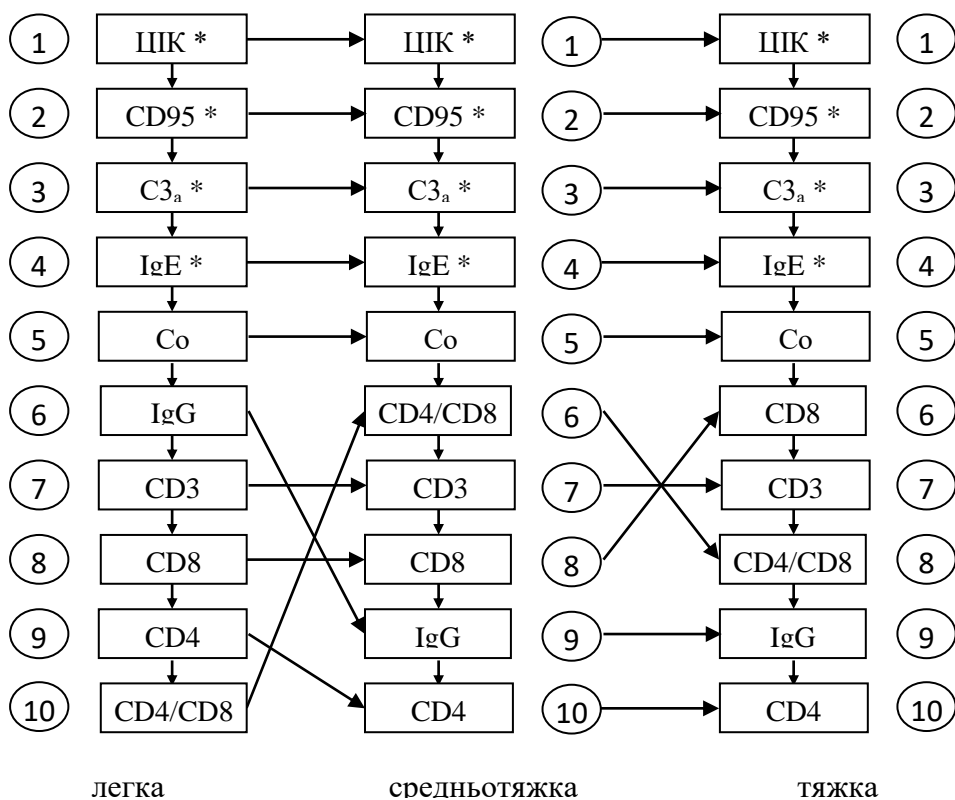 1 ЦІК * ЦІК * 1 ЦІК * 1
2 CD95 * CD95 * 2 CD95 * 2
3 C3а * C3а * 3 C3а * 3
4 IgE * IgE * 4 IgE * 4
5 Co Co 5 Co 5
6 IgG CD4/CD8 6 CD8 6
7 CD3 CD3 7 CD3 7
8 CD8 CD8 8 CD4/CD8 8
9 CD4 IgG 9 IgG 9
10 CD4/CD8 CD4 10 CD4 10
легка средньотяжка тяжка